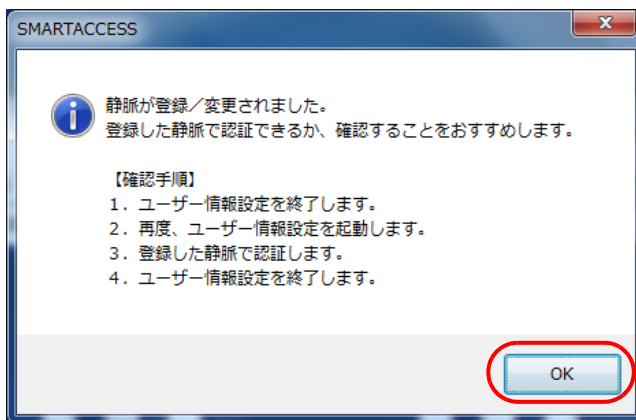 SMARTACCESS
静脈が登録／変更されました。
登録した静脈で認証できるか、確認することをおすすめします。
【確認手順】
１．ユーザー情報設定を終了します。
２．再度、ユーザー情報設定を起動します。
３．登録した静脈で認証します。
４．ユーザー情報設定を終了します。
OK